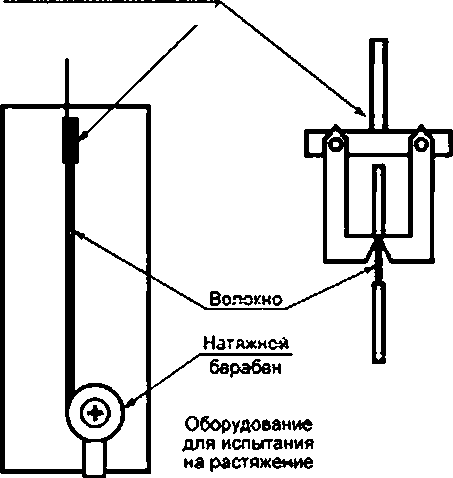 Волокно
Натяжной
барабан
Оборудование
для испытания
на растяжение